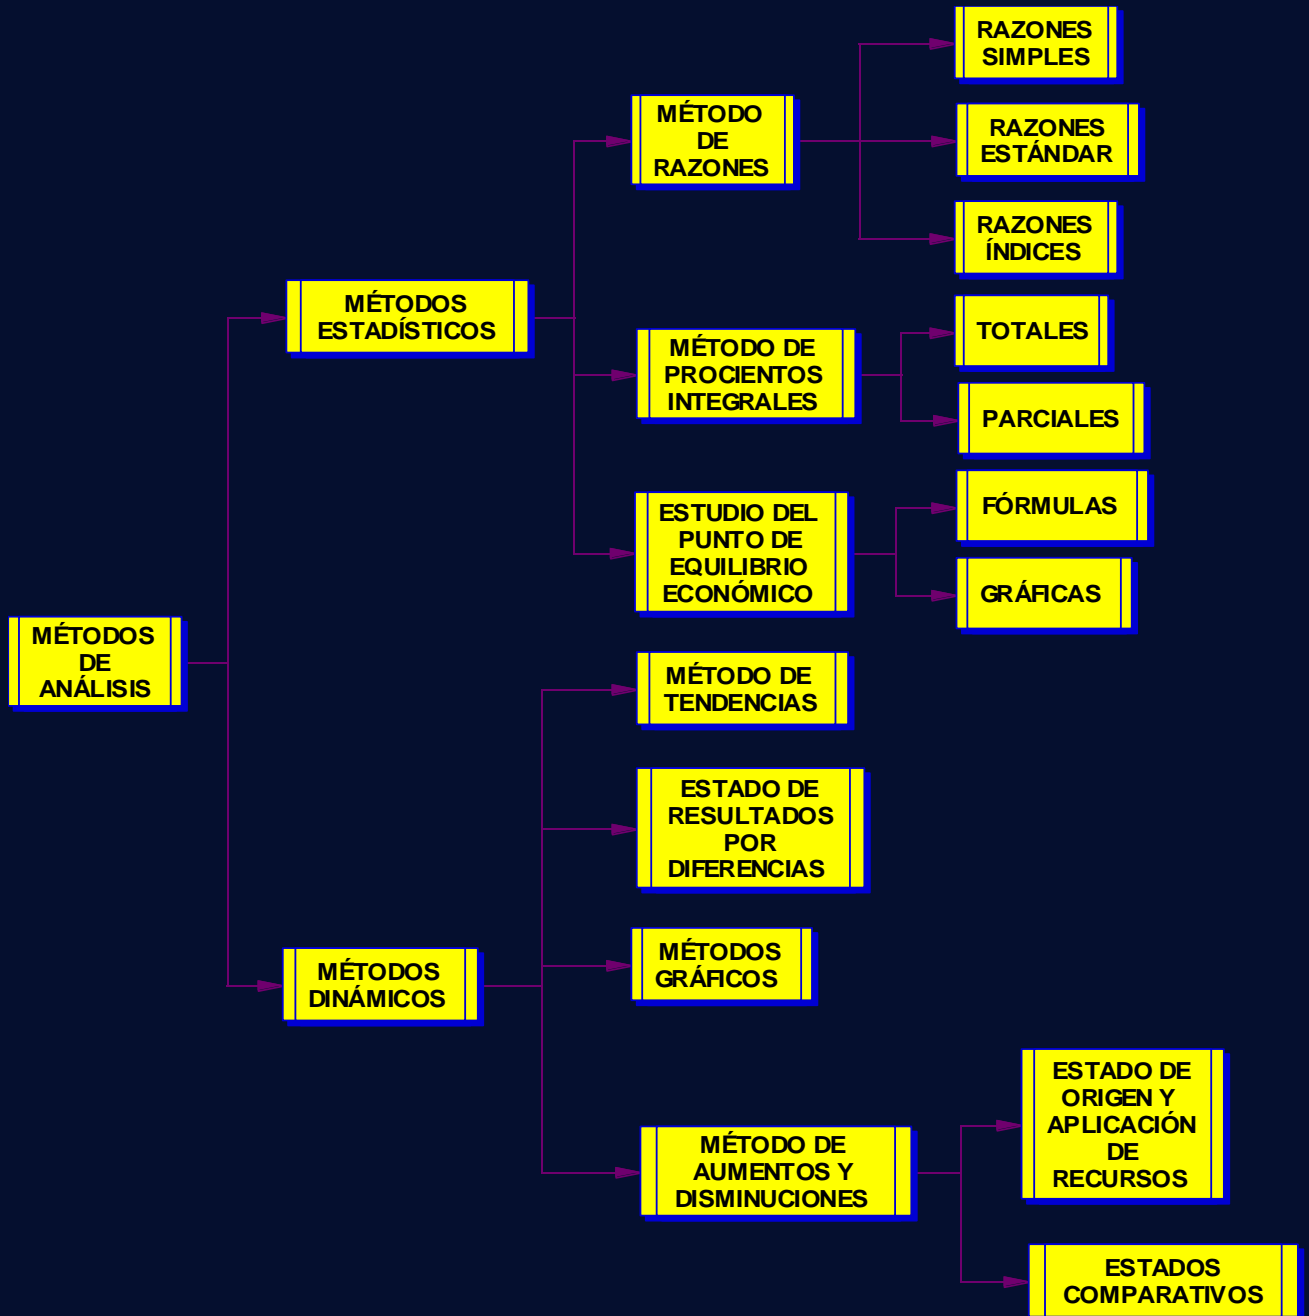 RAZONES
SIMPLES
MÉTODO
DE
RAZONES
RAZONES
ESTÁNDAR
RAZONES
ÍNDICES
MÉTODOS
ESTADÍSTICOS
MÉTODO DE
PROCIENTOS
INTEGRALES
TOTALES
PARCIALES
ESTUDIO DEL
PUNTO DE
EQUILIBRIO
ECONÓMICO
FÓRMULAS
GRÁFICAS
MÉTODOS
DE
ANÁLISIS
MÉTODO DE
TENDENCIAS
ESTADO DE
RESULTADOS
POR
DIFERENCIAS
MÉTODOS
DINÁMICOS
MÉTODOS
GRÁFICOS
MÉTODO DE
AUMENTOS Y
DISMINUCIONES
ESTADO DE
ORIGEN Y
APLICACIÓN
DE
RECURSOS
ESTADOS
COMPARATIVOS